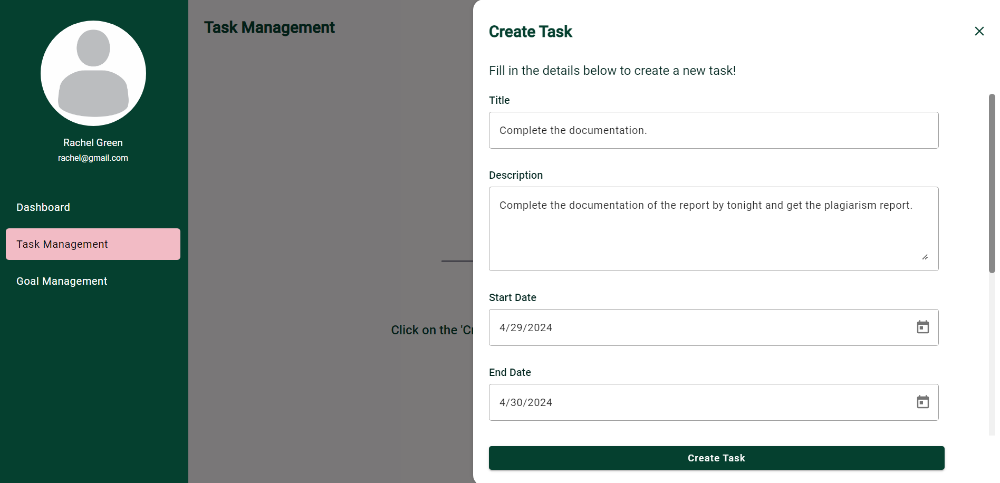 Rachel Green
rachel@gmail.com
Dashboard
Task Management
Goal Management
Task Management
Click on the 'Cr
Create Task
Fill in the details below to create a new task!
Title
Complete the documentation.
Description
Complete the documentation of the report by tonight and get the plagiarism report.
Start Date
4/29/2024
End Date
4/30/2024
Create Task